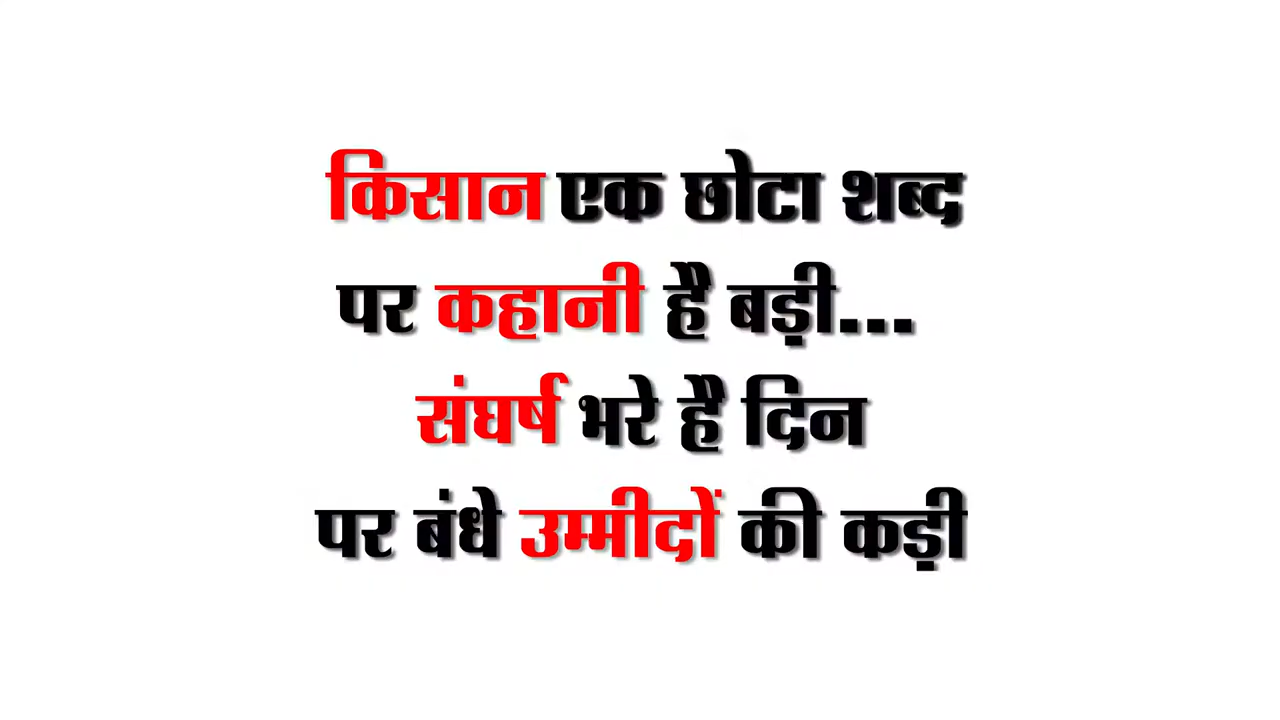 किसान एक छोटा शब्द
पर कहानी है बड़ी...
संघर्ष भरे है दिन
पर बंधे उम्मीदों की कड़ी